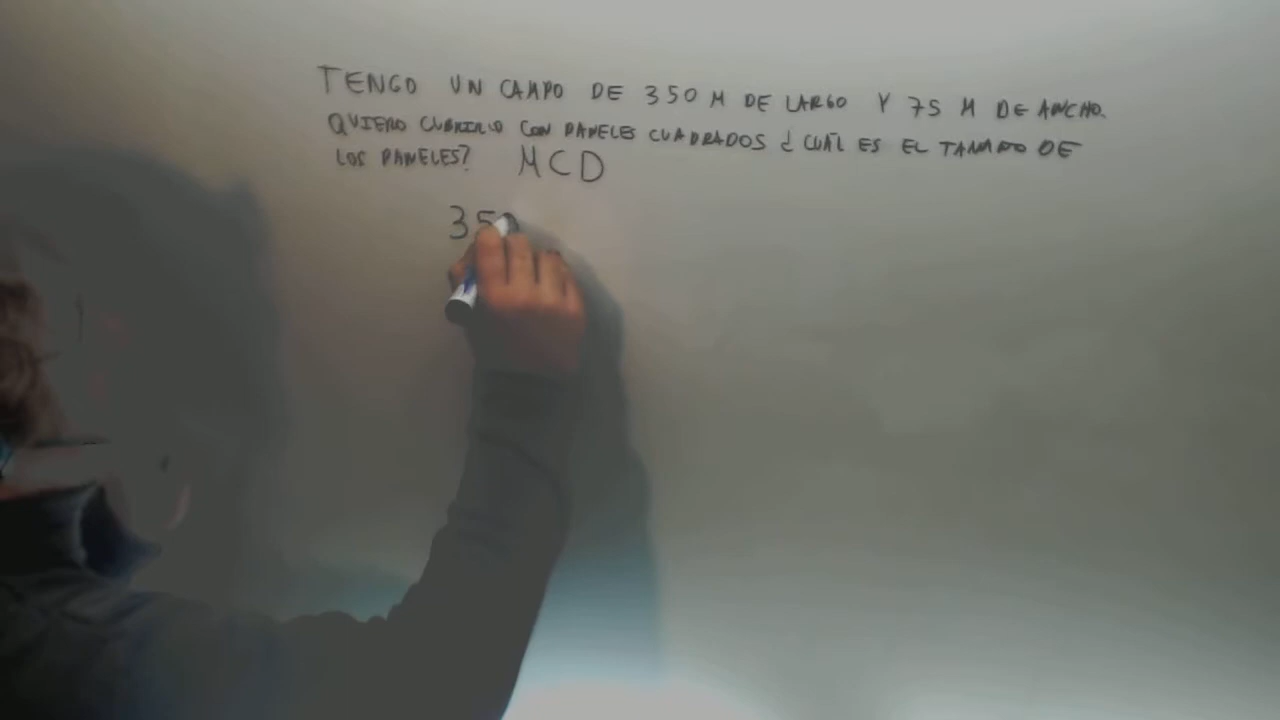 TENGO UN CAMPO DE 350 M DE LARGO Y 75 M DE ANCHO.
QUIERO CUBRIRLO CON PANELES CUADRADOS ¿CUÁL ES EL TAMAÑO DE
LOS PANELES? MCD
350